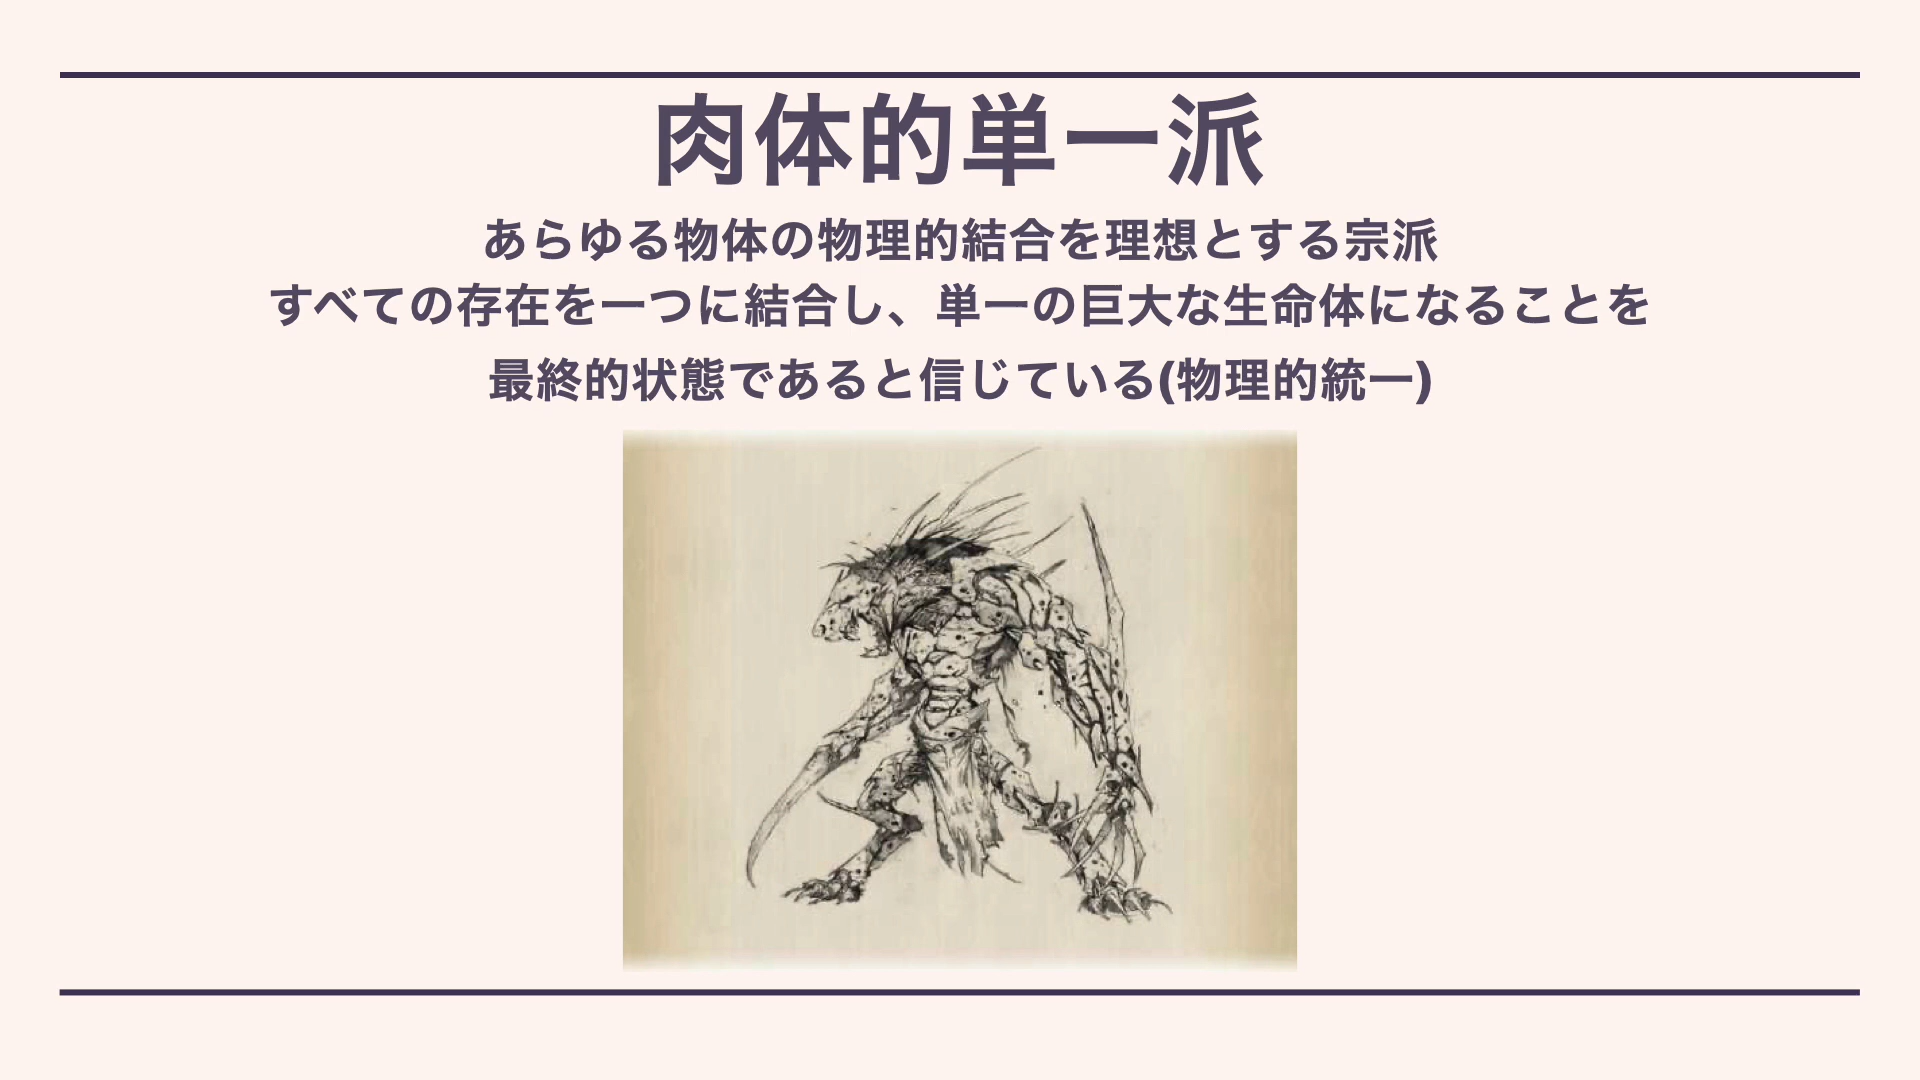 肉体的単一派
あらゆる物体の物理的結合を理想とする宗派
すべての存在を一つに結合し、単一の巨大な生命体になることを
最終的状態であると信じている(物理的統一)